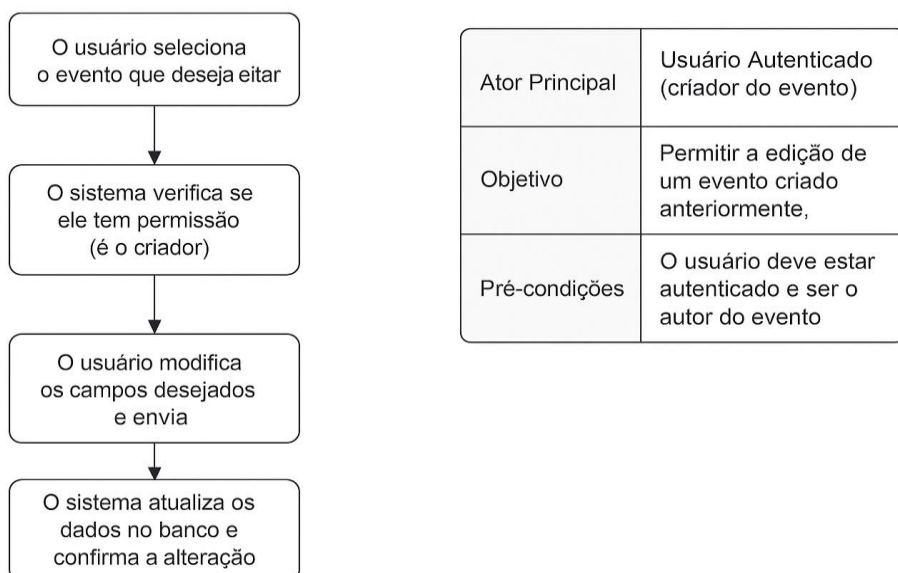 O usuário seleciona
o evento que deseja eitar
O sistema verifica se
ele tem permissão
(é o criador)
O usuário modifica
os campos desejados
e envia
O sistema atualiza os
dados no banco e
confirma a alteração
Ator Principal
Usuário Autenticado
(críador do evento)
Objetivo
Permitir a edição de
um evento criado
anteriormente,
Pré-condições
O usuário deve estar
autenticado e ser o
autor do evento